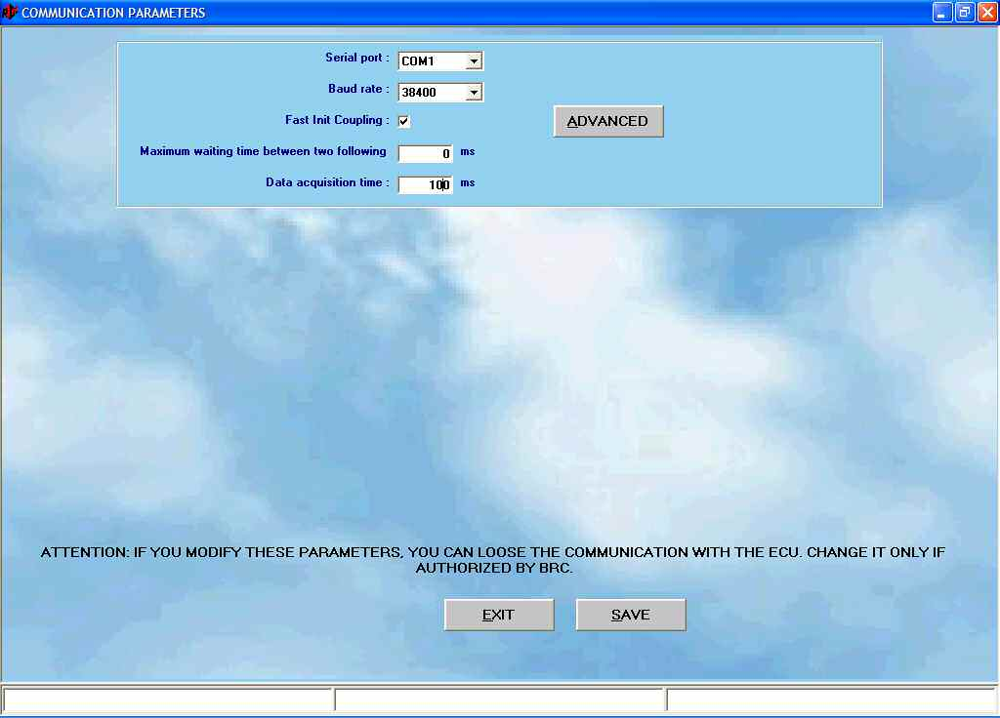 COMMUNICATION PARAMETERS
Serial port : COM1
Baud rate : 38400
Fast Init Coupling :
ADVANCED
Maximum waiting time between two following 0 ms
Data acquisition time : 100 ms
ATTENTION: IF YOU MODIFY THESE PARAMETERS, YOU CAN LOOSE THE COMMUNICATION WITH THE ECU. CHANGE IT ONLY IF
AUTHORIZED BY BRC.
EXIT SAVE